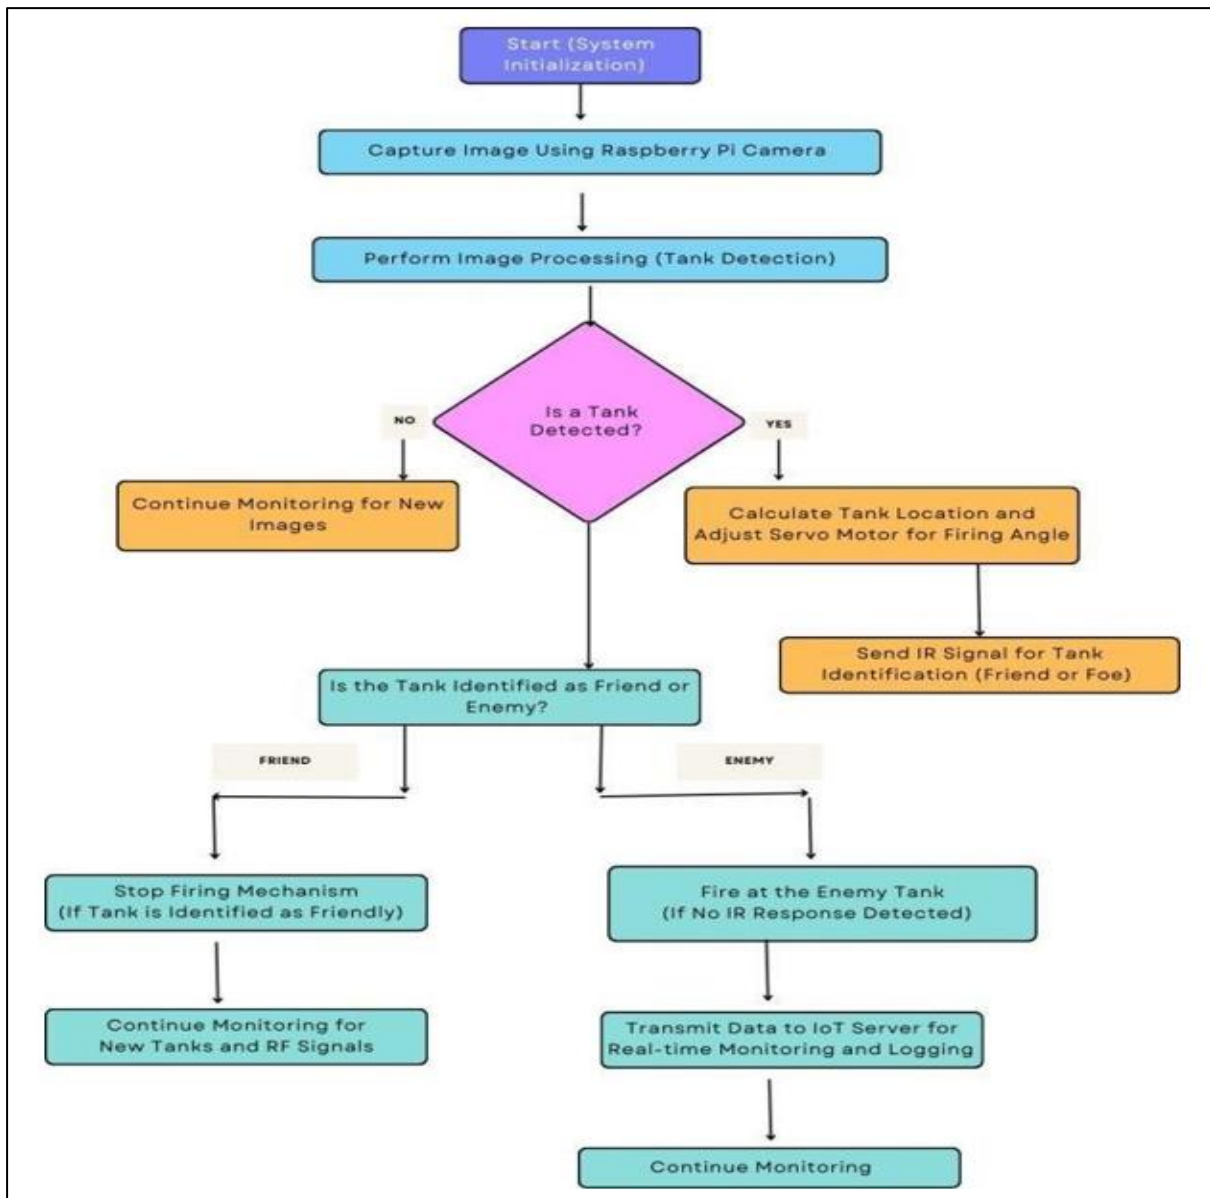 Start (System
Initialization)
Capture Image Using Raspberry Pi Camera
Perform Image Processing (Tank Detection)
Is a Tank
Detected?
NO
YES
Continue Monitoring for New
Images
Calculate Tank Location and
Adjust Servo Motor for Firing Angle
Send IR Signal for Tank
Identification (Friend or Foe)
Is the Tank Identified as Friend or
Enemy?
FRIEND
ENEMY
Stop Firing Mechanism
(If Tank is Identified as Friendly)
Fire at the Enemy Tank
(If No IR Response Detected)
Continue Monitoring for
New Tanks and RF Signals
Transmit Data to IoT Server for
Real-time Monitoring and Logging
Continue Monitoring